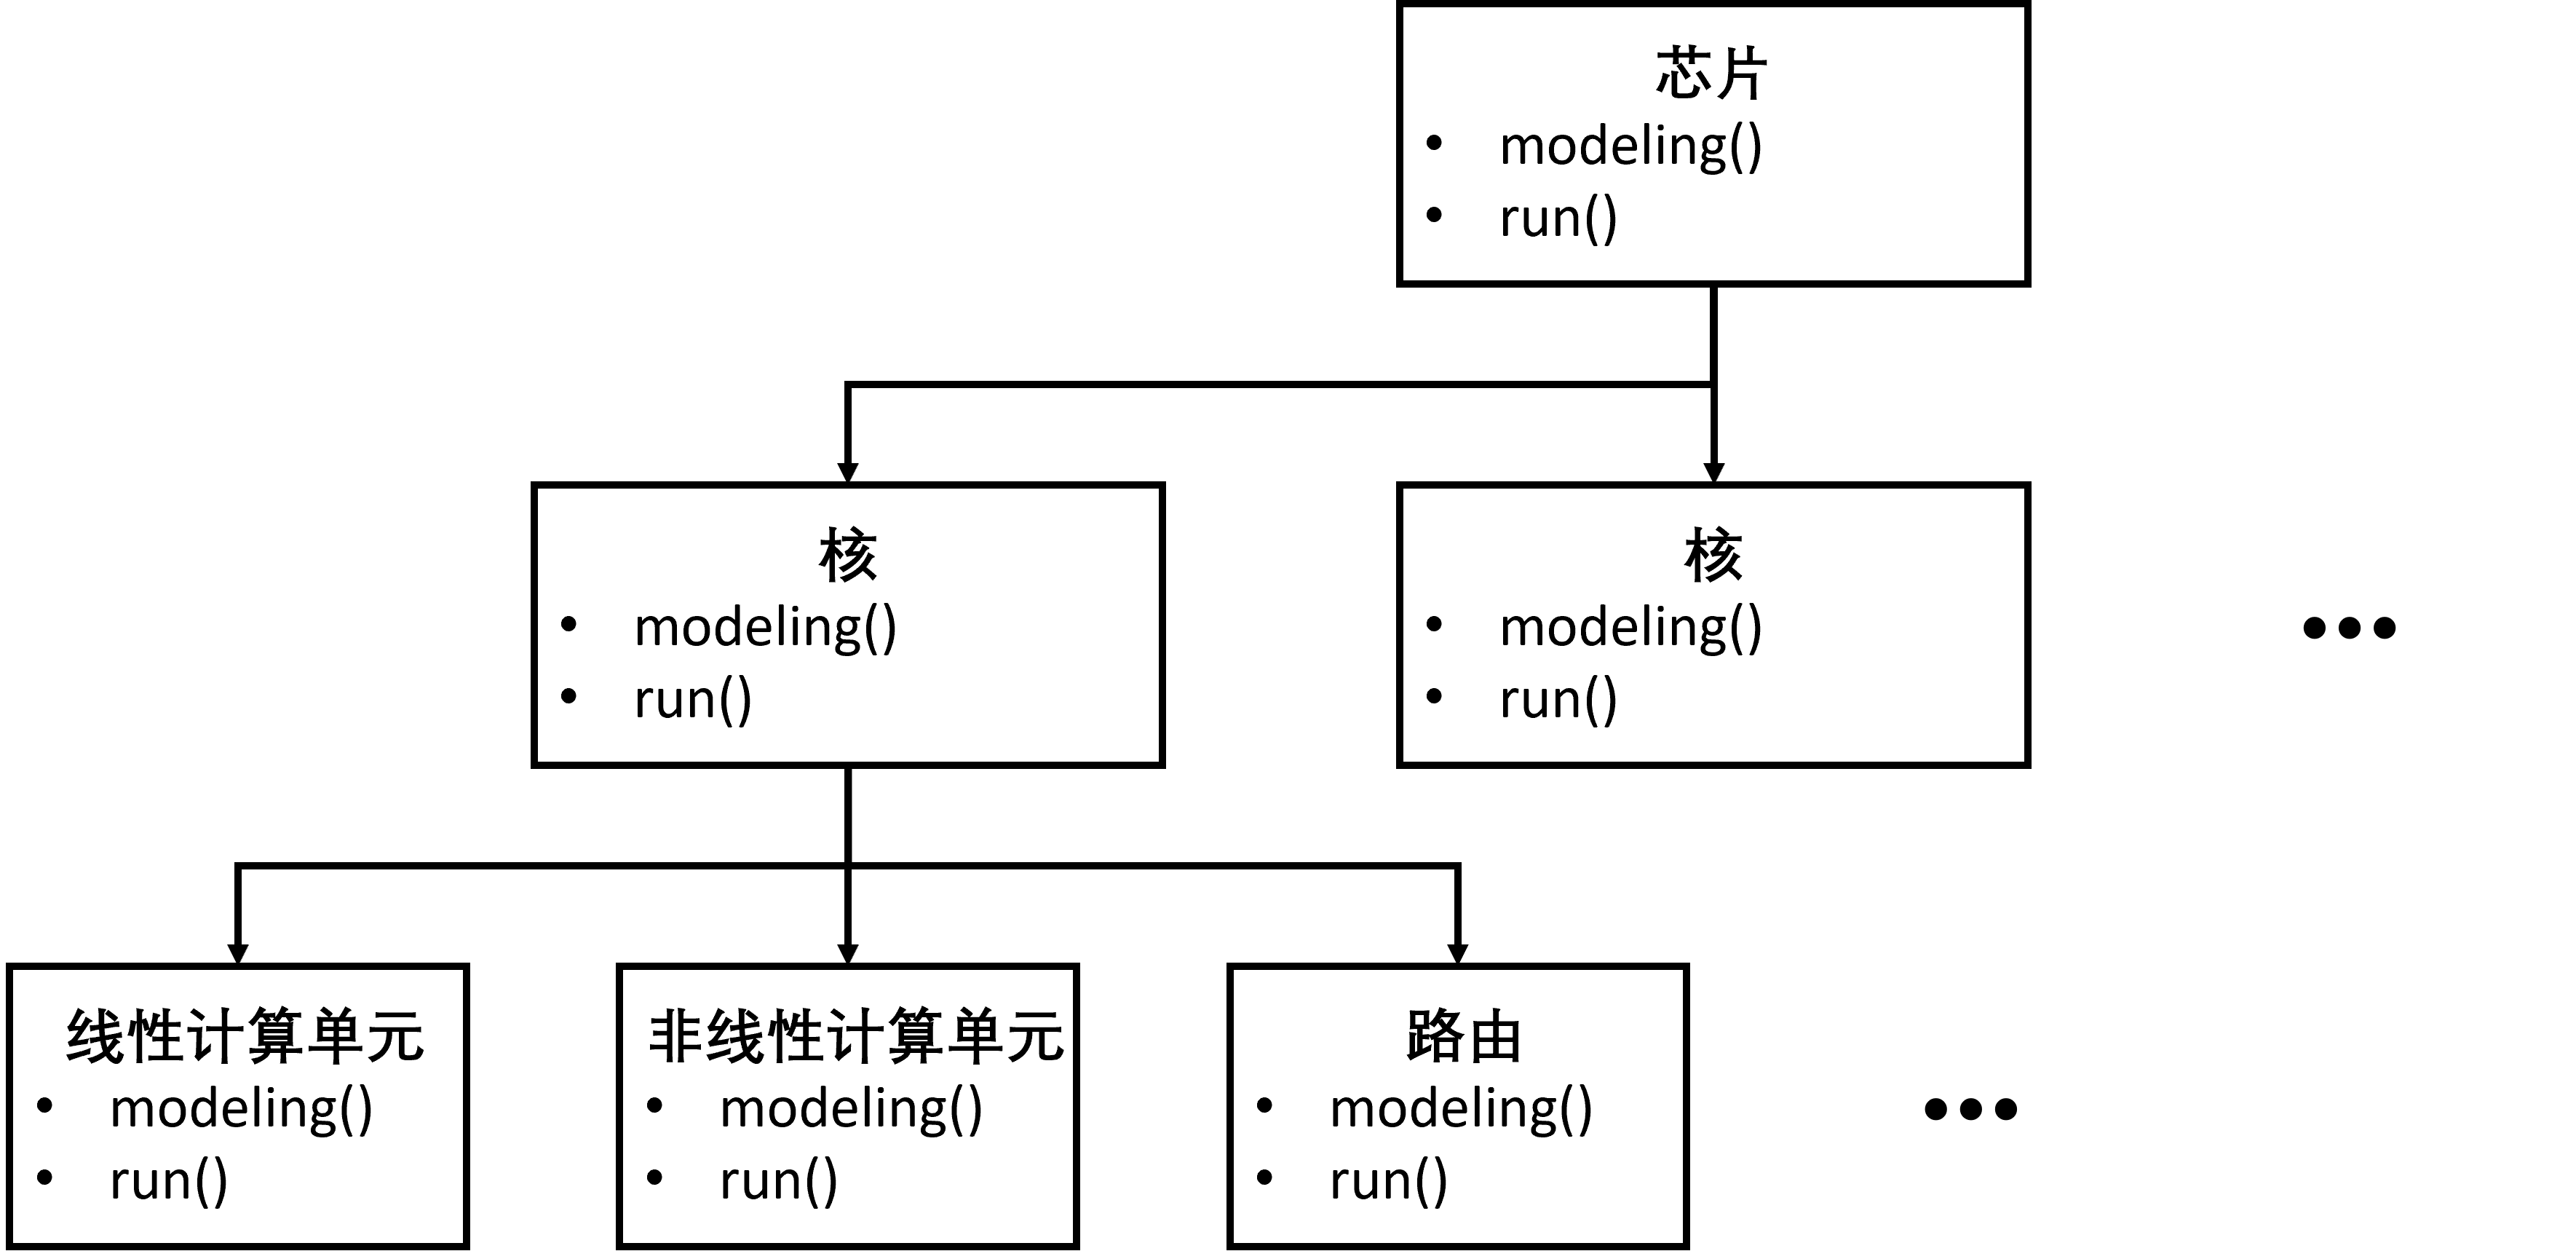 芯片
• modeling()
• run()
核
• modeling()
• run()
核
• modeling()
• run()
•••
线性计算单元
• modeling()
• run()
非线性计算单元
• modeling()
• run()
路由
• modeling()
• run()
•••